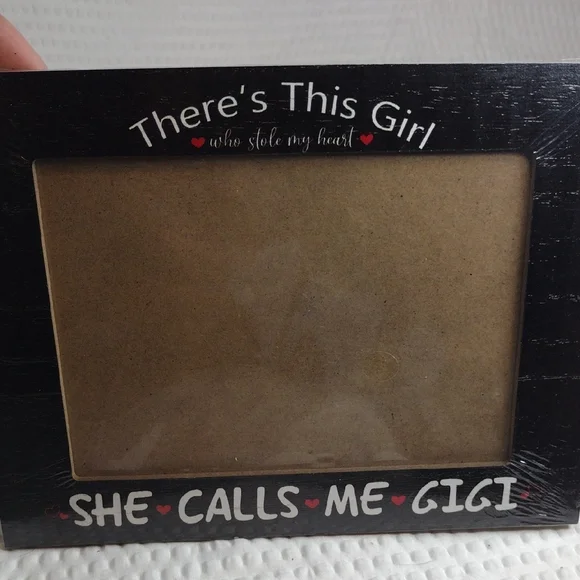 There's This Girl
who stole my heart
SHE CALLS ME GIGI